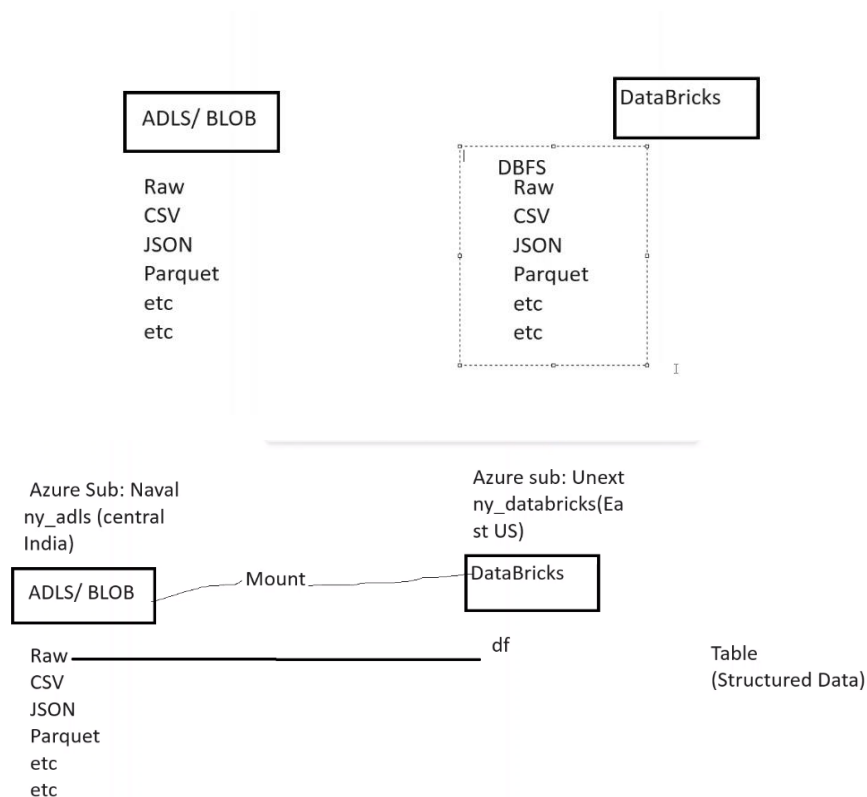 ADLS/ BLOB
Raw
CSV
JSON
Parquet
etc
etc
DataBricks
DBFS
Raw
CSV
JSON
Parquet
etc
etc
Azure Sub: Naval
ny_adls (central
India)
ADLS/ BLOB
Mount
Azure sub: Unext
ny_databricks(Ea
st US)
DataBricks
Raw
CSV
JSON
Parquet
etc
etc
df
Table
(Structured Data)